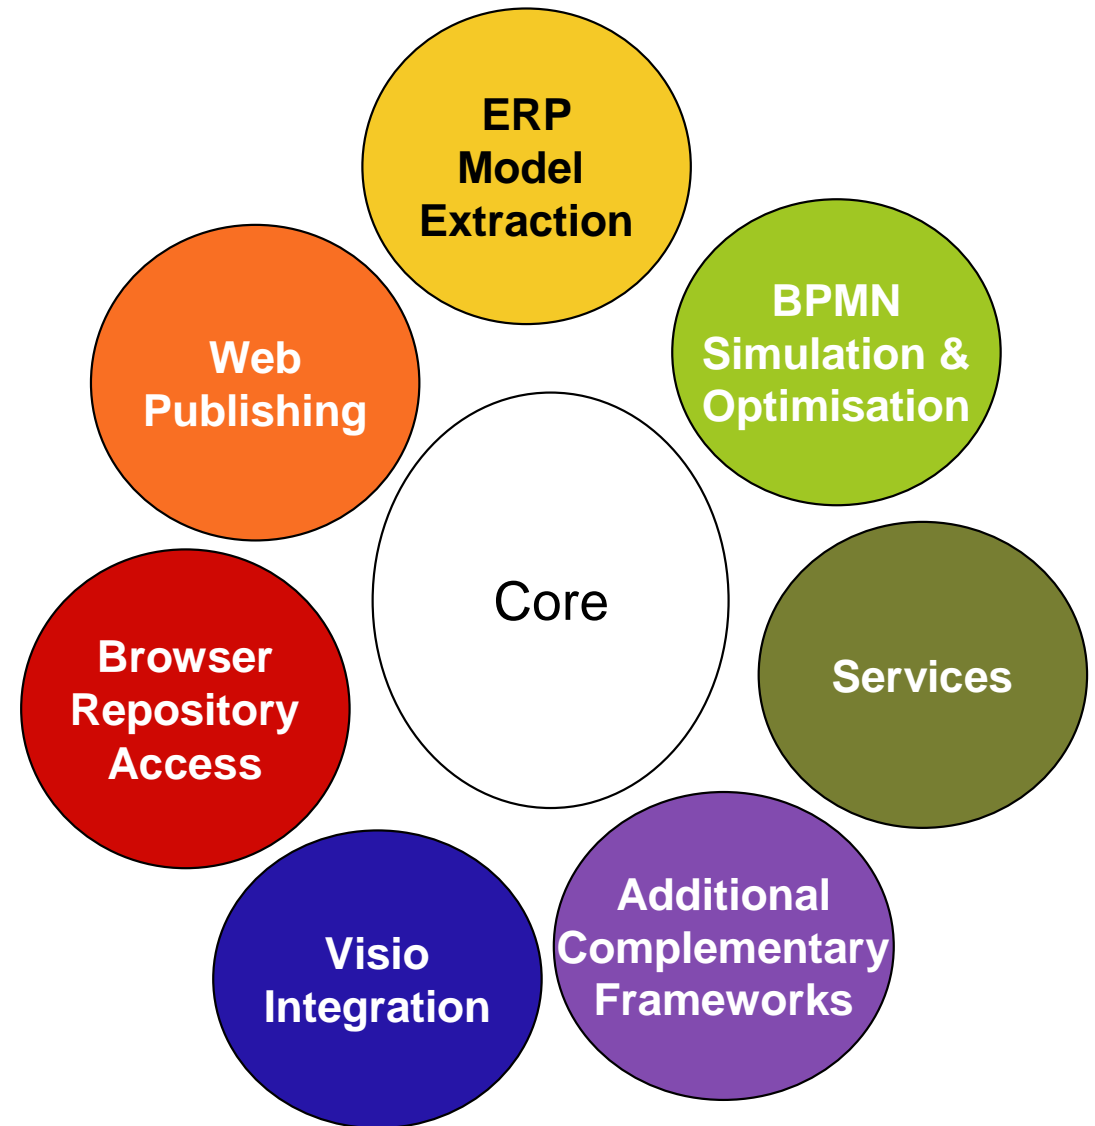 ERP
Model
Extraction
BPMN
Simulation &
Optimisation
Web
Publishing
Core
Browser
Repository
Access
Services
Additional
Complementary
Frameworks
Visio
Integration